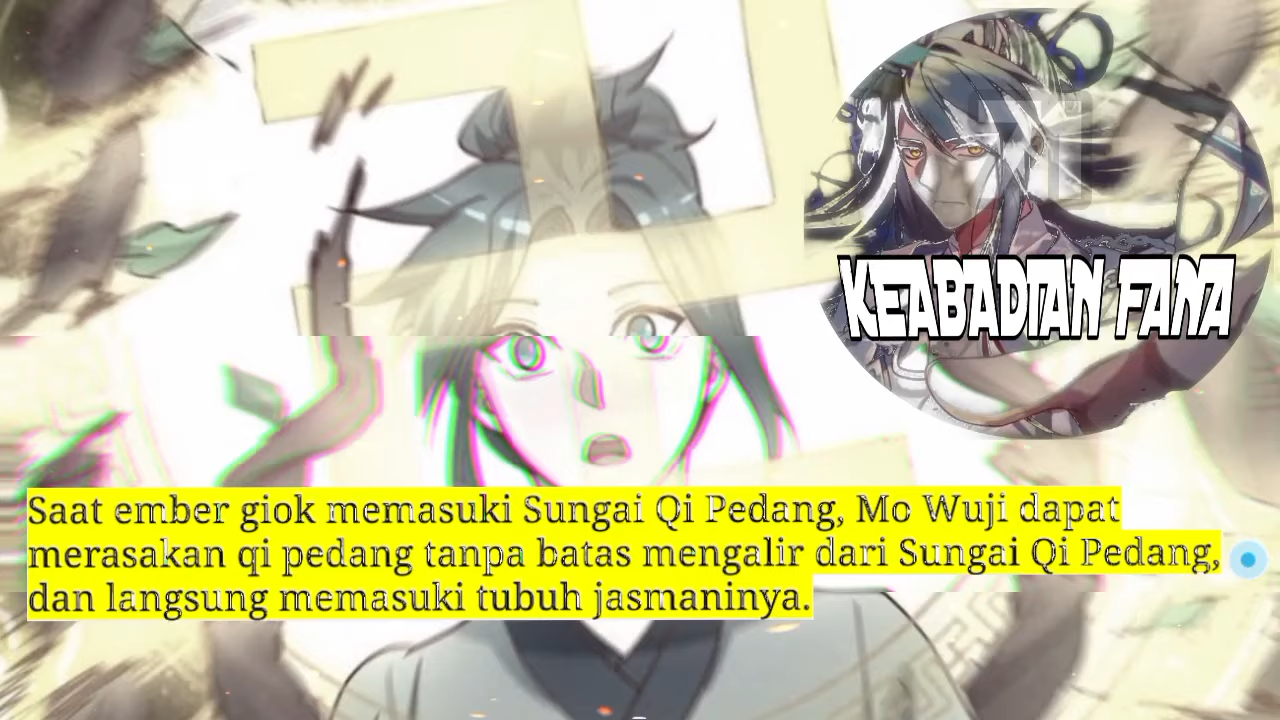 KEABADIAN FANA
Saat ember giok memasuki Sungai Qi Pedang, Mo Wuji dapat
merasakan qi pedang tanpa batas mengalir dari Sungai Qi Pedang,
dan langsung memasuki tubuh jasmaninya.